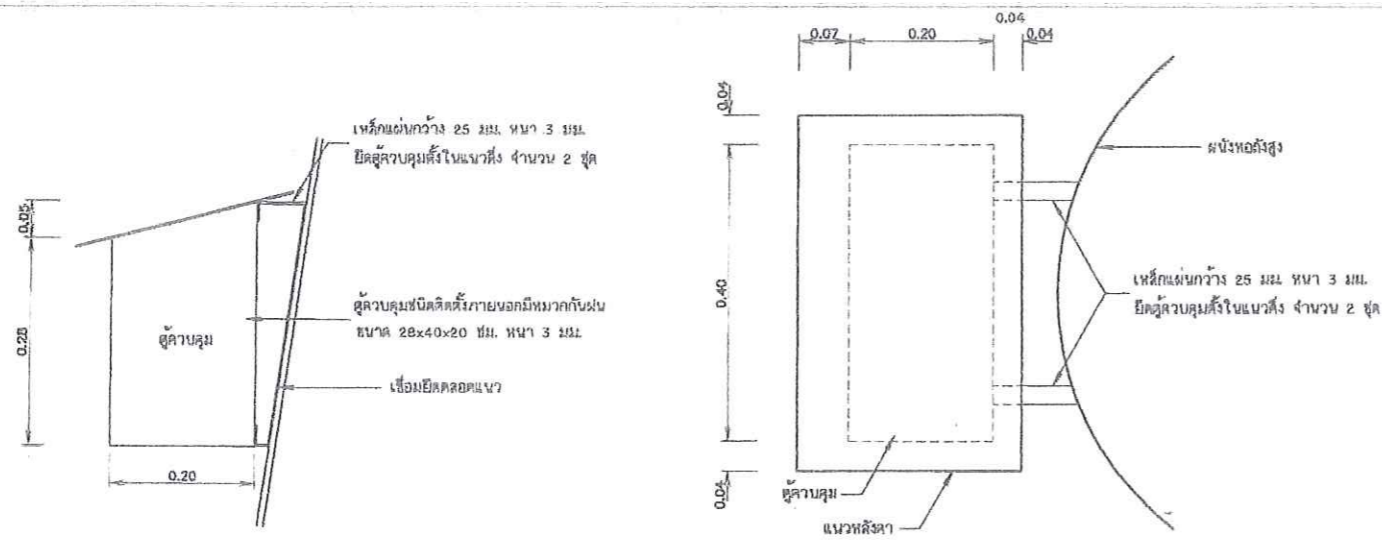 เหล็กแผ่นกว้าง 25 มม. หนา 3 มม.
ยึดตู้ควบคุมตั้งในแนวดิ่ง จำนวน 2 ชุด
0.05
0.28
ตู้ควบคุม
ตู้ควบคุมชนิดติดตั้งภายนอกมีหมวกกันฝน
ขนาด 28x40x20 ซม. หนา 3 มม.
เชื่อมยึดตลอดแนว
0.20
0.04
0.07
0.20
0.04
0.04
ผนังหอถังสูง
0.40
เหล็กแผ่นกว้าง 25 มม. หนา 3 มม.
ยึดตู้ควบคุมตั้งในแนวดิ่ง จำนวน 2 ชุด
0.04
ตู้ควบคุม
แนวหลังคา